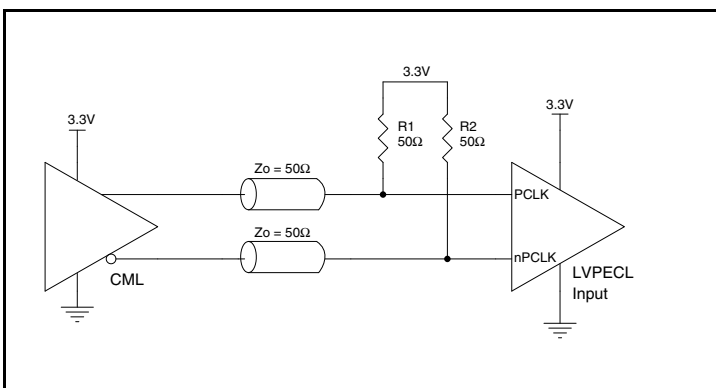 3.3V
3.3V
3.3V
R1
50Ω
R2
50Ω
Zo = 50Ω
PCLK
Zo = 50Ω
nPCLK
CML
LVPECL
Input